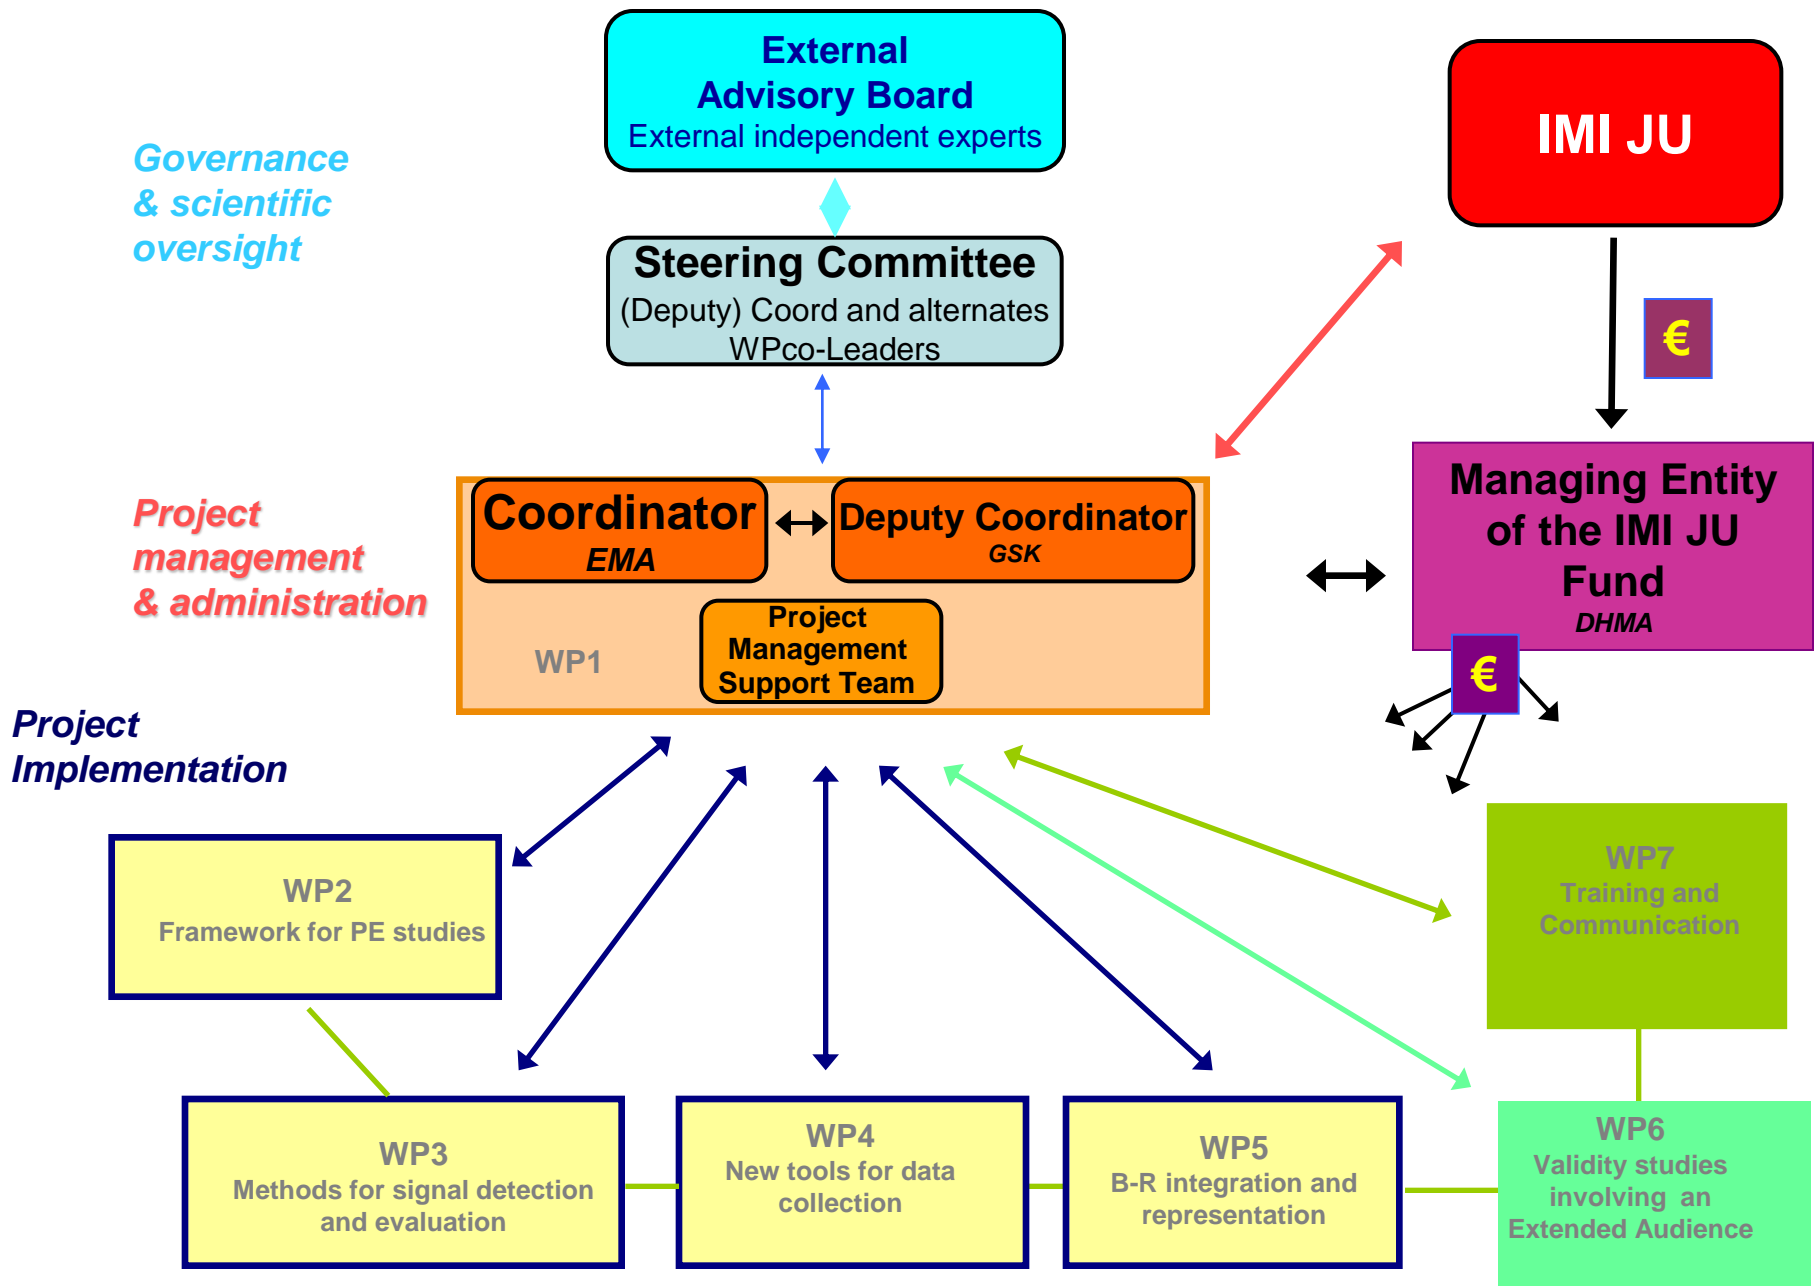 External
Advisory Board
External independent experts
IMI JU
Governance
& scientific
oversight
Steering Committee
(Deputy) Coord and alternates
WPco-Leaders
€
Project
management
& administration
Coordinator
EMA
Deputy Coordinator
GSK
Project
Management
Support Team
WP1
Managing Entity
of the IMI JU
Fund
DHMA
€
Project
Implementation
WP2
Framework for PE studies
WP7
Training and
Communication
WP3
Methods for signal detection
and evaluation
WP4
New tools for data
collection
WP5
B-R integration and
representation
WP6
Validity studies
involving an
Extended Audience